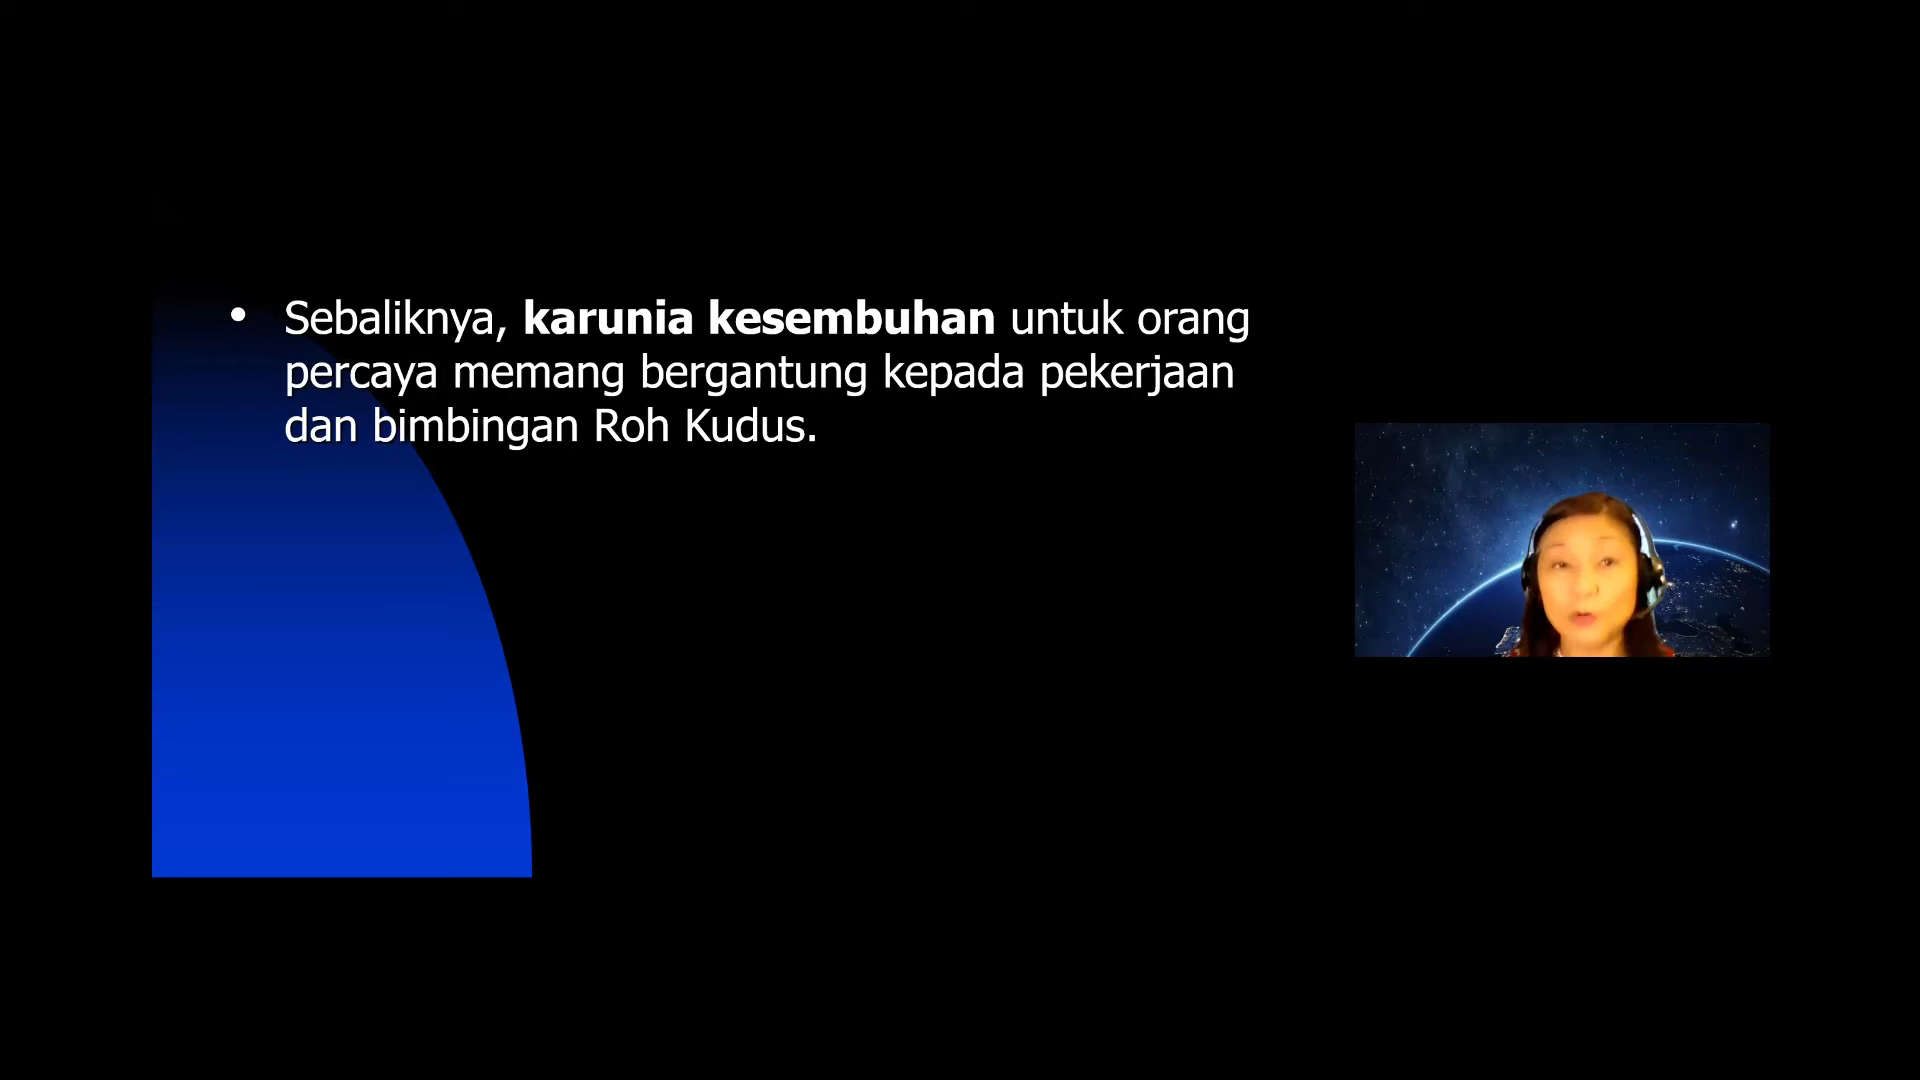 • Sebaliknya, karunia kesembuhan untuk orang
percaya memang bergantung kepada pekerjaan
dan bimbingan Roh Kudus.